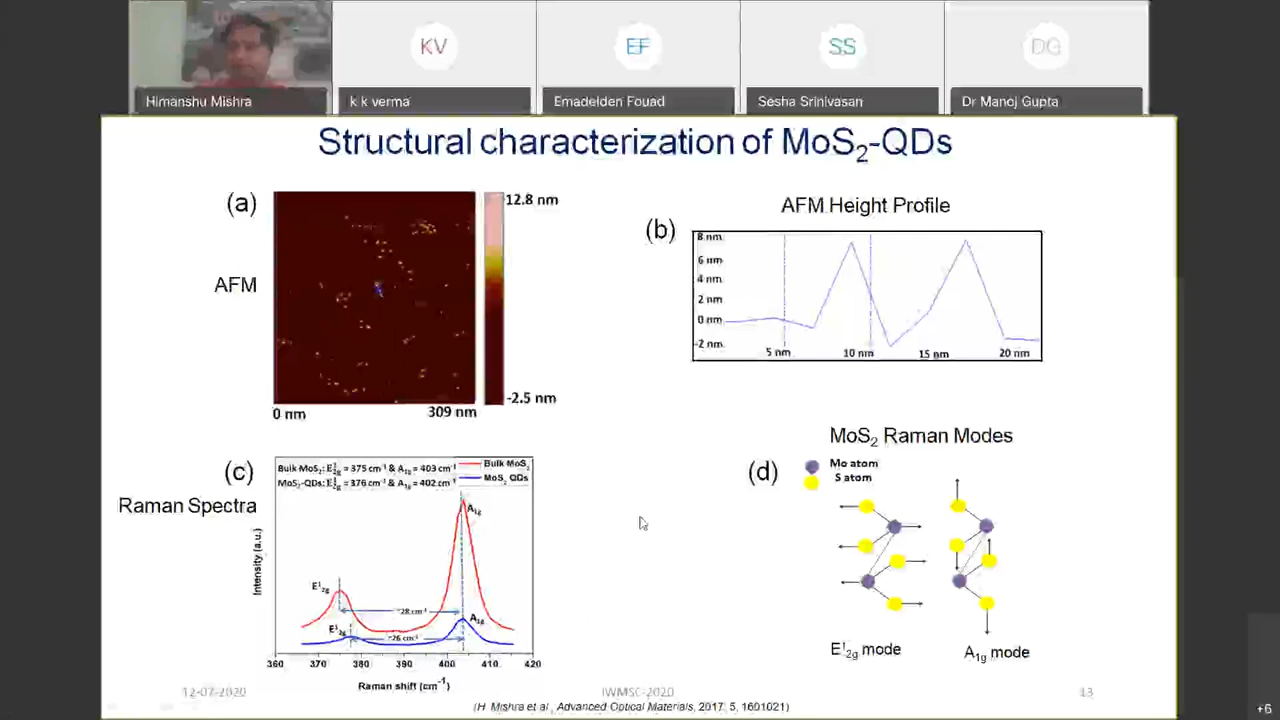 KV
EF
SS
DG
Himanshu Mishra
k k verma
Emadelden Fouad
Sesha Srinivasan
Dr Manoj Gupta
Structural characterization of MoS2-QDs
(a)
AFM
12.8 nm
-2.5 nm
0 nm
309 nm
AFM Height Profile
(b)
8 nm
6 nm
4 nm
2 nm
0 nm
-2 nm
5 nm
10 nm
15 nm
20 nm
(c)
Raman Spectra
Bulk MoS2: E¹2g = 375 cm-1 & A1g = 403 cm-1
MoS2-QDs: E¹2g = 376 cm-1 & A1g = 402 cm-1
Bulk MoS2
MoS2 QDs
A1g
E¹2g
~28 cm-1
A1g
E¹2g
~26 cm-1
Intensity (a.u.)
360 370 380 390 400 410 420
Raman shift (cm-1)
MoS2 Raman Modes
(d)
Mo atom
S atom
E¹2g mode
A1g mode
12-07-2020
IWMSC-2020
13
(H. Mishra et al., Advanced Optical Materials, 2017, 5, 1601021)
+6